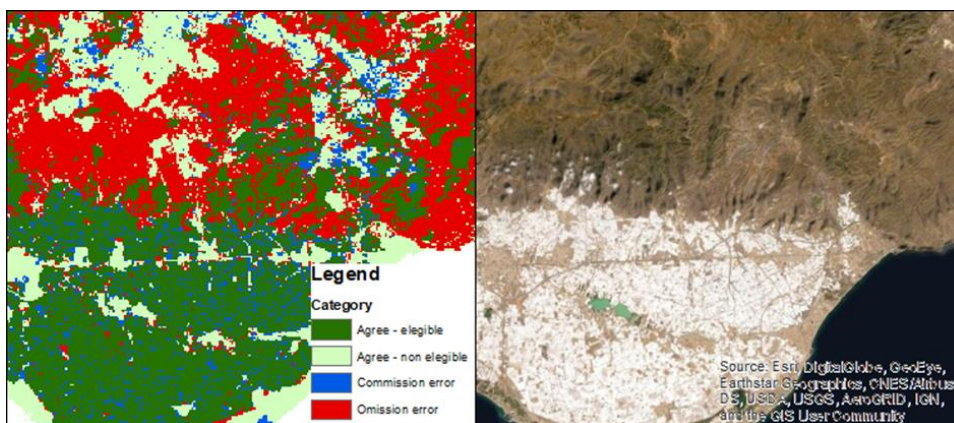 Legend
Category
Agree - elegible
Agree - non elegible
Commission error
Omission error
Source: Esri, DigitalGlobe, GeoEye,
Earthstar Geographics, CNES/Airbus
DS, USDA, USGS, AeroGRID, IGN,
and the GIS User Community